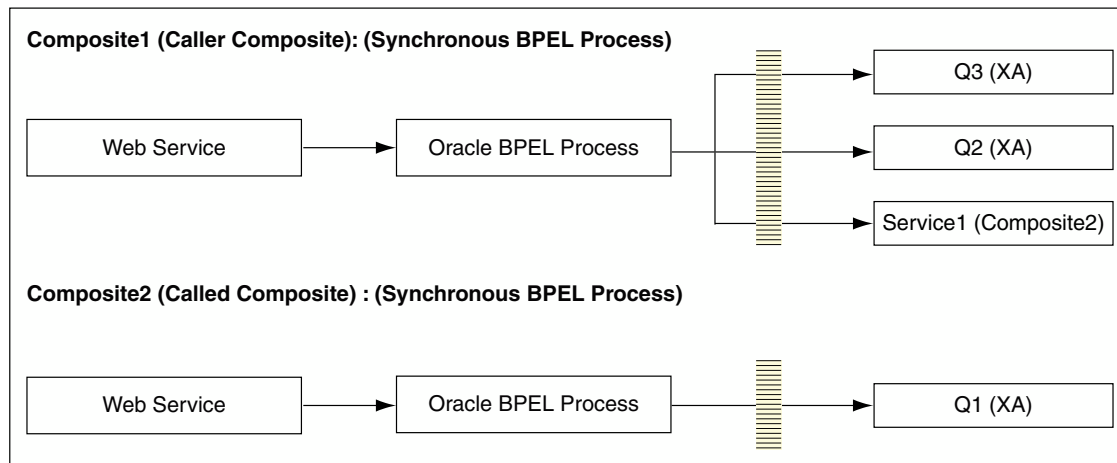 Composite1 (Caller Composite): (Synchronous BPEL Process)
Q3 (XA)
Web Service
Oracle BPEL Process
Q2 (XA)
Service1 (Composite2)
Composite2 (Called Composite) : (Synchronous BPEL Process)
Web Service
Oracle BPEL Process
Q1 (XA)